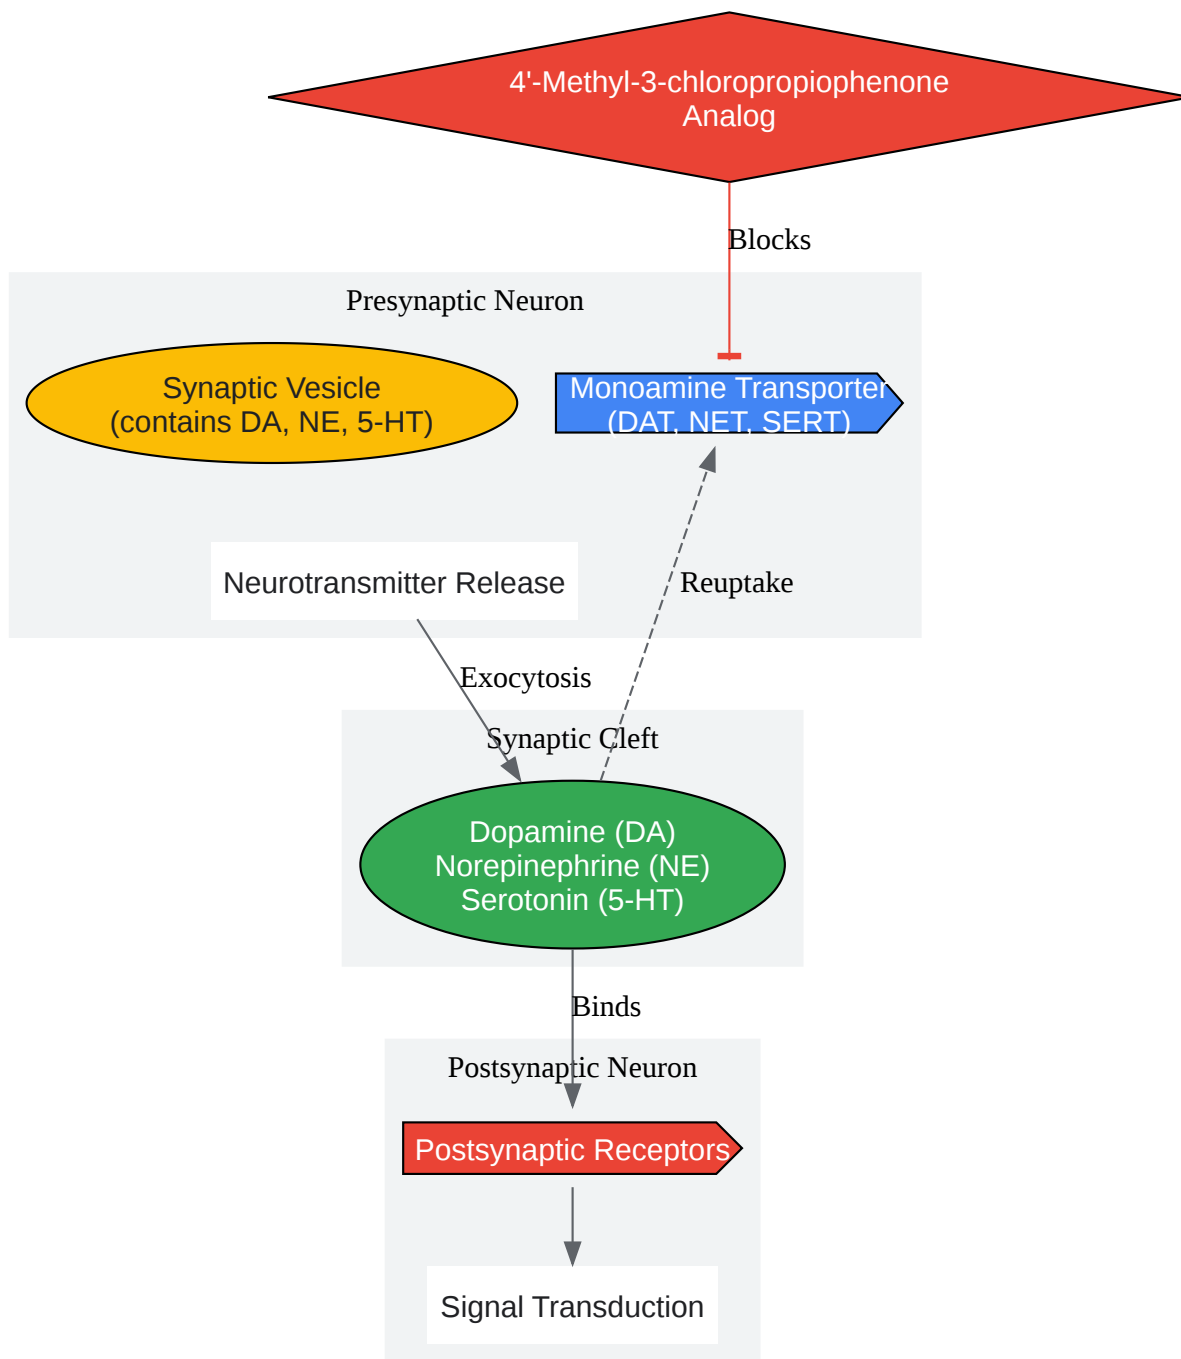 4'-Methyl-3-chloropropiophenone
Analog
Blocks
Presynaptic Neuron
Synaptic Vesicle
(contains DA, NE, 5-HT)
Monoamine Transporter
(DAT, NET, SERT)
Neurotransmitter Release
Reuptake
Exocytosis
Synaptic Cleft
Dopamine (DA)
Norepinephrine (NE)
Serotonin (5-HT)
Binds
Postsynaptic Neuron
Postsynaptic Receptors
Signal Transduction